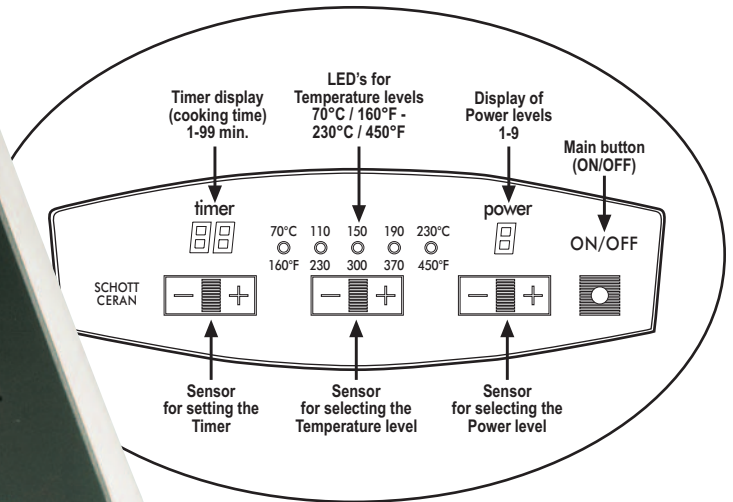 LED's for
Temperature levels
70°C / 160°F -
230°C / 450°F
Timer display
(cooking time)
1-99 min.
Display of
Power levels
1-9
Main button
(ON/OFF)
timer
88
70°C 110 150 190 230°C
160°F 230 300 370 450°F
power
8
ON/OFF
SCHOTT
CERAN
− +
− +
− +
Sensor
for setting the
Timer
Sensor
for selecting the
Temperature level
Sensor
for selecting the
Power level